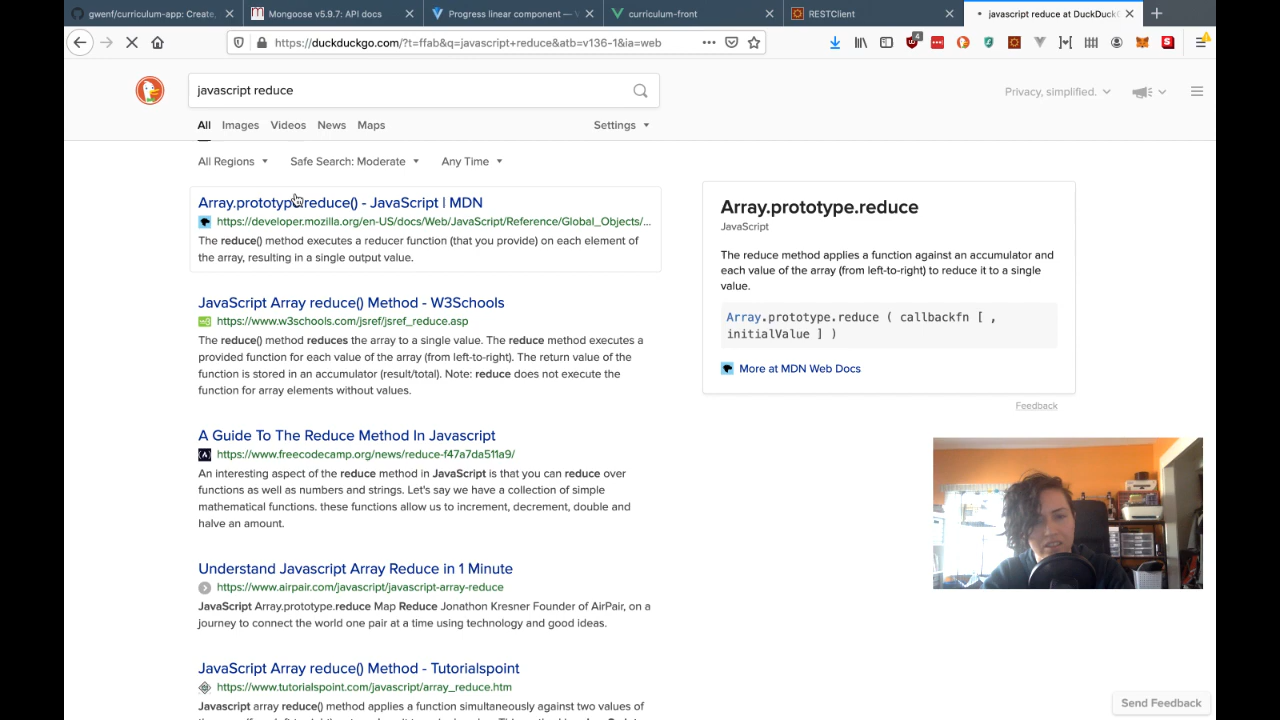 gwenf/curriculum-app: Create,
Mongoose v5.9.7: API docs
Progress linear component —
curriculum-front
RESTClient
javascript reduce at DuckDuck
https://duckduckgo.com/?t=ffab&q=javascript+reduce&atb=v136-1&ia=web
4
javascript reduce
Privacy, simplified.
All Images Videos News Maps
Settings
All Regions
Safe Search: Moderate
Any Time
Array.prototype.reduce() - JavaScript | MDN
https://developer.mozilla.org/en-US/docs/Web/JavaScript/Reference/Global_Objects/...
The reduce() method executes a reducer function (that you provide) on each element of
the array, resulting in a single output value.
JavaScript Array reduce() Method - W3Schools
https://www.w3schools.com/jsref/jsref_reduce.asp
The reduce() method reduces the array to a single value. The reduce method executes a
provided function for each value of the array (from left-to-right). The return value of the
function is stored in an accumulator (result/total). Note: reduce does not execute the
function for array elements without values.
A Guide To The Reduce Method In Javascript
https://www.freecodecamp.org/news/reduce-f47a7da511a9/
An interesting aspect of the reduce method in JavaScript is that you can reduce over
functions as well as numbers and strings. Let's say we have a collection of simple
mathematical functions. these functions allow us to increment, decrement, double and
halve an amount.
Understand Javascript Array Reduce in 1 Minute
https://www.airpair.com/javascript/javascript-array-reduce
JavaScript Array.prototype.reduce Map Reduce Jonathon Kresner Founder of AirPair, on a
journey to connect the world one pair at a time using technology and good ideas.
JavaScript Array reduce() Method - Tutorialspoint
https://www.tutorialspoint.com/javascript/array_reduce.htm
Javascript array reduce() method applies a function simultaneously against two values of
Array.prototype.reduce
JavaScript
The reduce method applies a function against an accumulator and
each value of the array (from left-to-right) to reduce it to a single
value.
Array.prototype.reduce ( callbackfn [ ,
initialValue ] )
More at MDN Web Docs
Feedback
Send Feedback